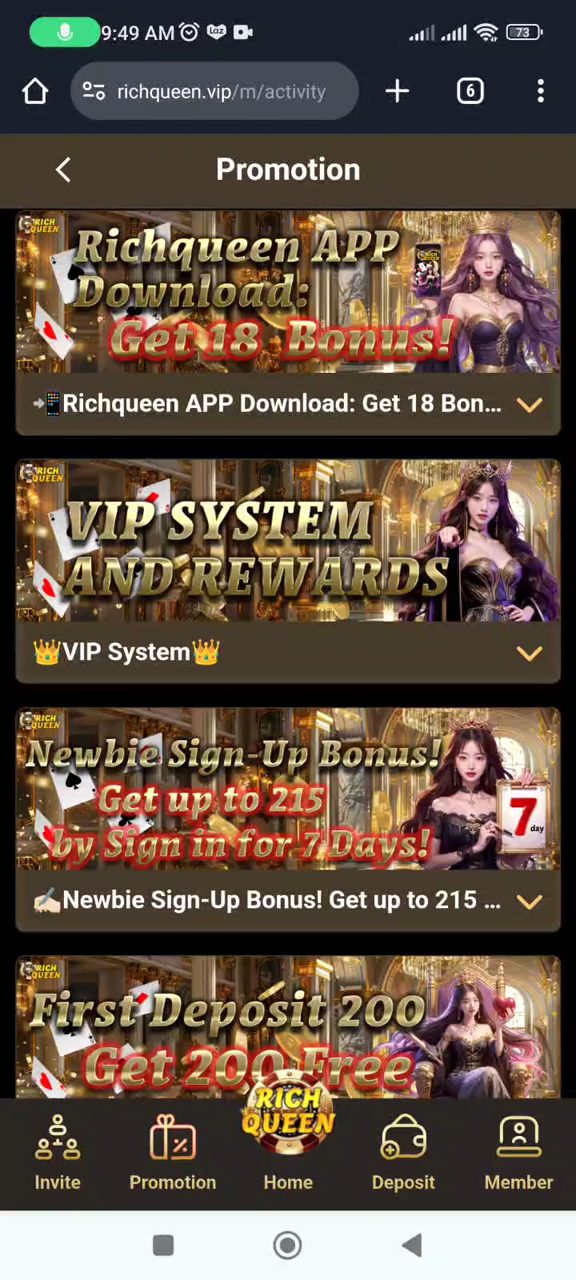 9:49 AM
Laz
73
richqueen.vip/m/activity
6
Promotion
RICH
QUEEN
Richqueen APP
Download:
Get 18 Bonus!
📲Richqueen APP Download: Get 18 Bon...
RICH
QUEEN
VIP SYSTEM
AND REWARDS
👑VIP System👑
RICH
QUEEN
Newbie Sign-Up Bonus!
Get up to 215
by Sign in for 7 Days!
7
day
✍🏻Newbie Sign-Up Bonus! Get up to 215 ...
RICH
QUEEN
First Deposit 200
Get 200 Free
RICH
QUEEN
Invite
Promotion
Home
Deposit
Member